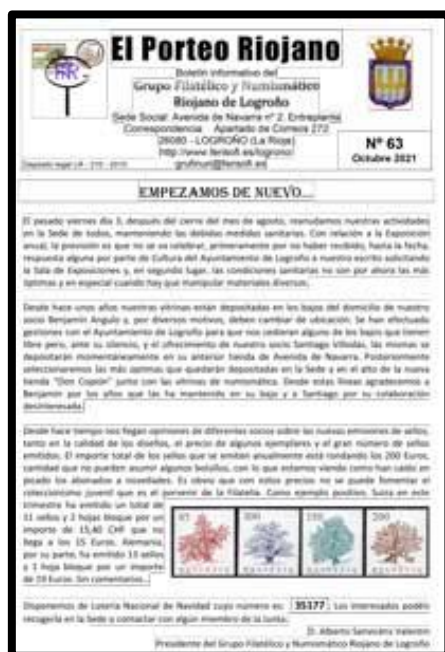 El Porteo Riojano
Boletín informativo del
Grupo Filatélico y Numismático
Riojano de Logroño
Sede Social: Avenida de Navarra nº 2. Entreplanta
Correspondencia Apartado de Correos 272
26080 - LOGROÑO (La Rioja)
http://www.fensoft.es/logrono/
grufinuri@fensoft.es
Nº 63
Octubre 2021
EMPEZAMOS DE NUEVO...
El pasado viernes día 3, después del cierre del mes de agosto, reanudamos nuestras actividades
en la Sede de todos, manteniendo las debidas medidas sanitarias. Con relación a la Exposición
anual, la previsión es que no se va celebrar, primeramente por no haber recibido, hasta la fecha,
respuesta alguna por parte de Cultura del Ayuntamiento de Logroño a nuestro escrito solicitando
la Sala de Exposiciones y, en segundo lugar, las condiciones sanitarias no son por ahora las más
óptimas y en especial cuando hay que manipular materiales diversos.
Desde hace unos años nuestras vitrinas están depositadas en los bajos del domicilio de nuestro
socio Benjamín Angulo y, por diversos motivos, deben cambiar de ubicación. Se han efectuado
gestiones con el Ayuntamiento de Logroño para que nos cedieran alguno de los bajos que tienen
libre pero, ante su silencio, y el ofrecimiento de nuestro socio Santiago Villodas, las mismas se
depositarán momentáneamente en su anterior tienda de Avenida de Navarra. Posteriormente
seleccionaremos las más optimas que quedarán depositadas en la Sede y en el alto de la nueva
tienda "Don Copión" junto con las vitrinas de numismática. Desde estas líneas agradecemos a
Benjamín por los años que las ha mantenido en su bajo y a Santiago por su colaboración
desinteresada.
Desde hace tiempo nos llegan opiniones de diferentes socios sobre las nuevas emisiones de sellos,
tanto en la calidad de los diseños, el precio de algunos ejemplares y el gran número de sellos
emitidos. El importe total de los sellos que se emiten anualmente está rondando los 200 Euros,
cantidad que no pueden asumir algunos bolsillos, con lo que estamos viendo como han caído en
picado los abonados a novedades. Es obvio que con estos precios no se puede fomentar el
coleccionismo juvenil que es el porvenir de la filatelia. Como ejemplo positivo, Suiza en este
trimestre ha emitido un total de
11 sellos y 2 hojas bloque por un
importe de 15,40 CHF que no
llega a los 15 Euros. Alemania,
por su parte, ha emitido 13 sellos
y 1 hoja bloque por un importe
de 19 Euros. Sin comentarios...
Disponemos de Lotería Nacional de Navidad cuyo número es: 35177. Los interesados podéis
recogerla en la Sede o contactar con algún miembro de la Junta.
D. Alberto Samaniego Valentín
Presidente del Grupo Filatélico y Numismático Riojano de Logroño